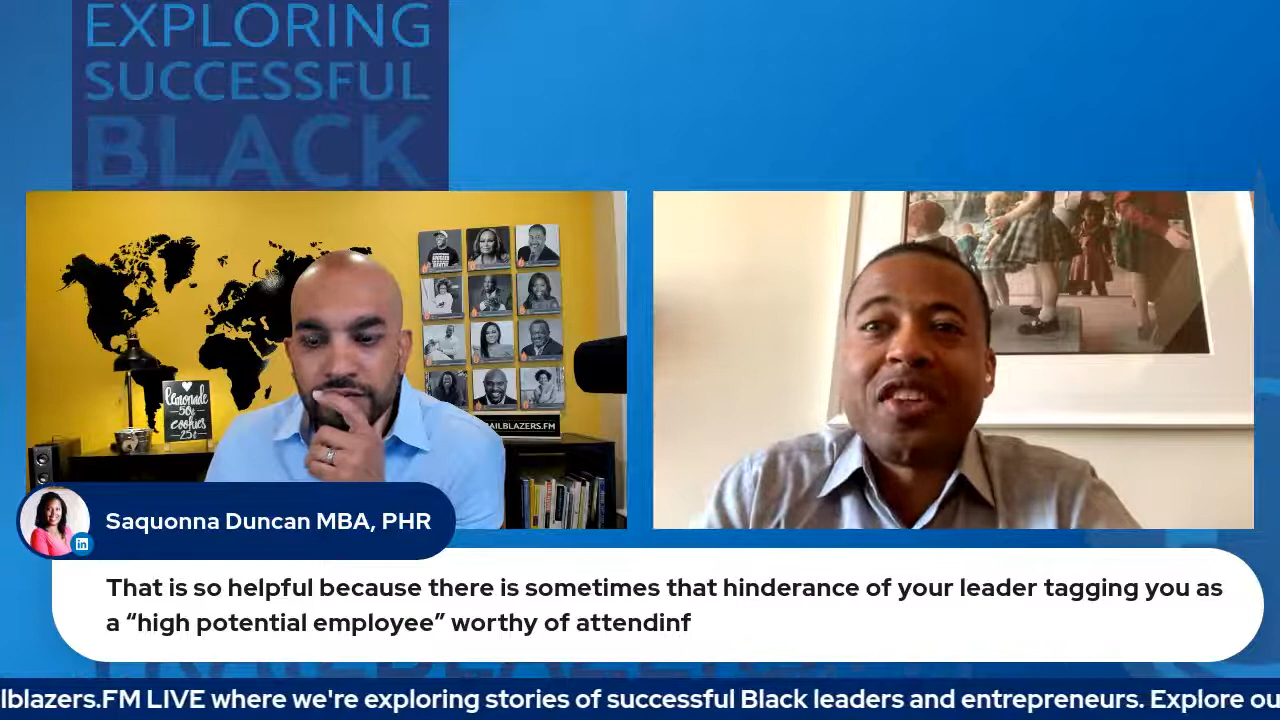 EXPLORING
SUCCESSFUL
BLACK
lemonade
50¢
cookies
25¢
AILBLAZERS.FM
Saquonna Duncan MBA, PHR
in
That is so helpful because there is sometimes that hinderance of your leader tagging you as
a “high potential employee” worthy of attendinf
lblazers.FM LIVE where we're exploring stories of successful Black leaders and entrepreneurs. Explore ou